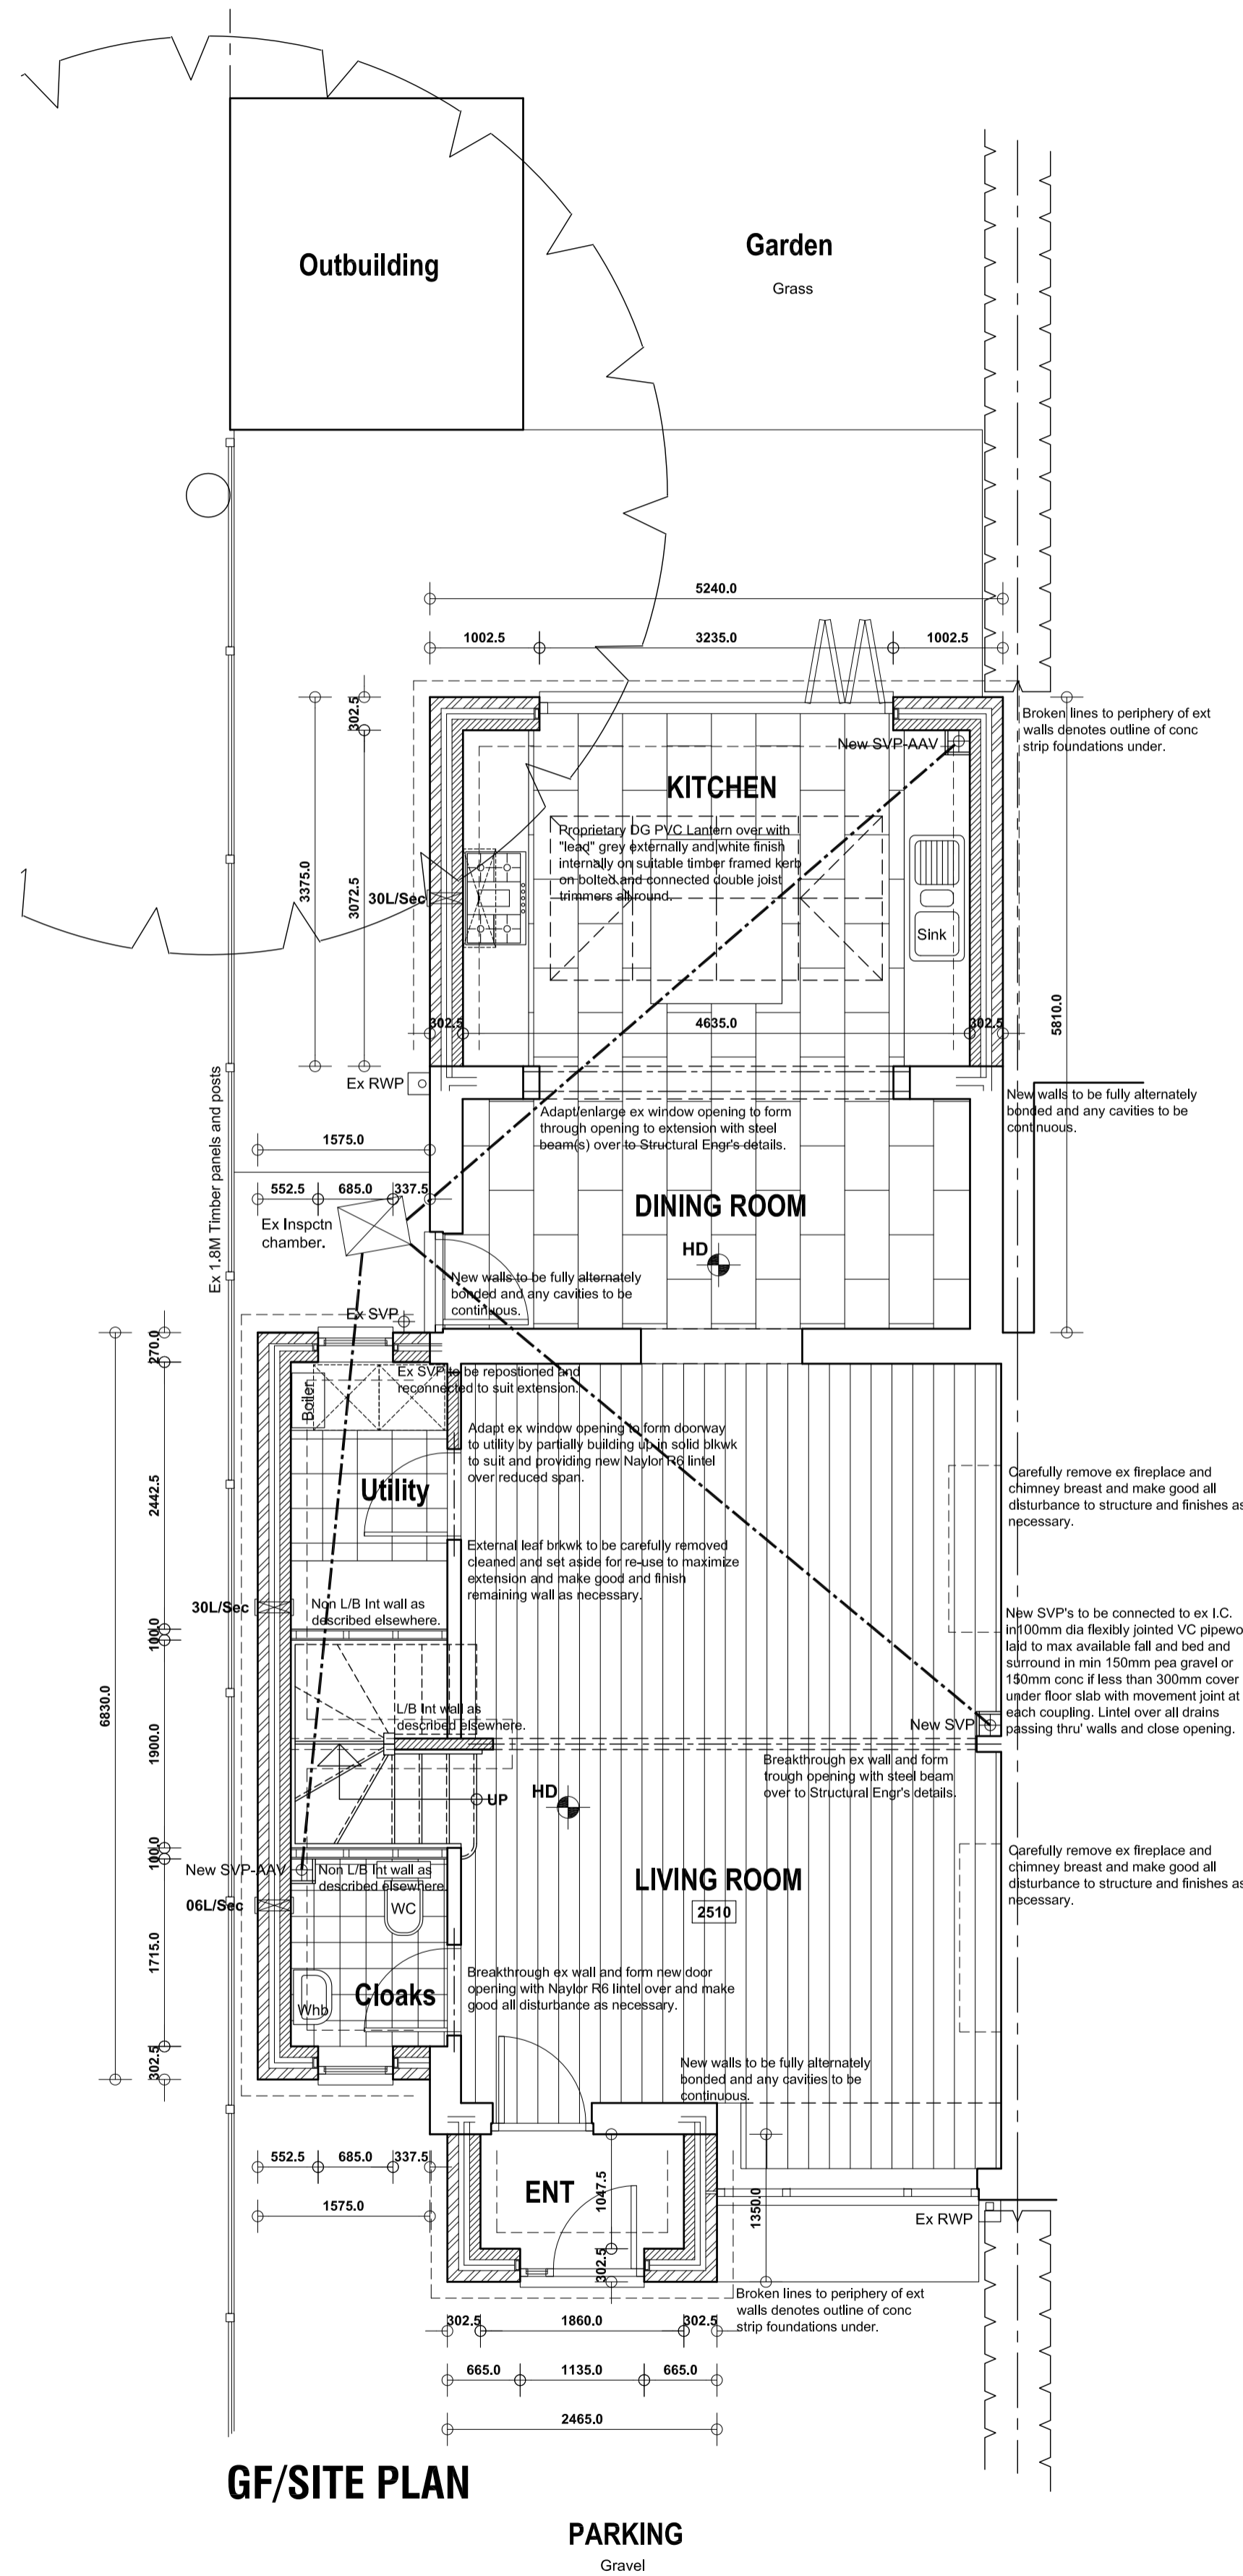 Outbuilding
Garden
Grass
5240.0
1002.5
3235.0
1002.5
302.5
3375.0
3072.5
Broken lines to periphery of ext
walls denotes outline of conc
strip foundations under.
New SVP-AAV
KITCHEN
Proprietary DG PVC Lantern over with
"lead" grey externally and white finish
internally on suitable timber framed kerb
on bolted and connected double joist
trimmers all round.
30L/Sec
Sink
302.5
4635.0
302.5
5810.0
Ex RWP
Ex 1.8M Timber panels and posts
Adapt/enlarge ex window opening to form
through opening to extension with steel
beam(s) over to Structural Engr's details.
New walls to be fully alternately
bonded and any cavities to be
continuous.
1575.0
552.5
685.0
337.5
DINING ROOM
HD
Ex Inspctn
chamber.
New walls to be fully alternately
bonded and any cavities to be
continuous.
Ex SVP
270.0
Ex SVP to be repostioned and
reconnected to suit extension.
Boiler
Adapt ex window opening to form doorway
to utility by partially building up in solid blkwk
to suit and providing new Naylor R6 lintel
over reduced span.
Utility
2442.5
Carefully remove ex fireplace and
chimney breast and make good all
disturbance to structure and finishes as
necessary.
External leaf brkwk to be carefully removed
cleaned and set aside for re-use to maximize
extension and make good and finish
remaining wall as necessary.
30L/Sec
Non L/B Int wall as
described elsewhere.
100.0
New SVP's to be connected to ex I.C.
in100mm dia flexibly jointed VC pipewo
laid to max available fall and bed and
surround in min 150mm pea gravel or
150mm conc if less than 300mm cover
under floor slab with movement joint at
each coupling. Lintel over all drains
passing thru' walls and close opening.
6830.0
L/B Int wall as
described elsewhere.
New SVP
1900.0
Breakthrough ex wall and form
trough opening with steel beam
over to Structural Engr's details.
UP
HD
100.0
New SVP-AAV
Non L/B Int wall as
described elsewhere.
LIVING ROOM
2510
Carefully remove ex fireplace and
chimney breast and make good all
disturbance to structure and finishes as
necessary.
06L/Sec
WC
1715.0
Breakthrough ex wall and form new door
opening with Naylor R6 lintel over and make
good all disturbance as necessary.
Cloaks
Whb
302.5
New walls to be fully alternately
bonded and any cavities to be
continuous.
552.5
685.0
337.5
1575.0
ENT
1047.5
302.5
1350.0
Ex RWP
Broken lines to periphery of ext
walls denotes outline of conc
strip foundations under.
302.5
1860.0
302.5
665.0
1135.0
665.0
2465.0
GF/SITE PLAN
PARKING
Gravel